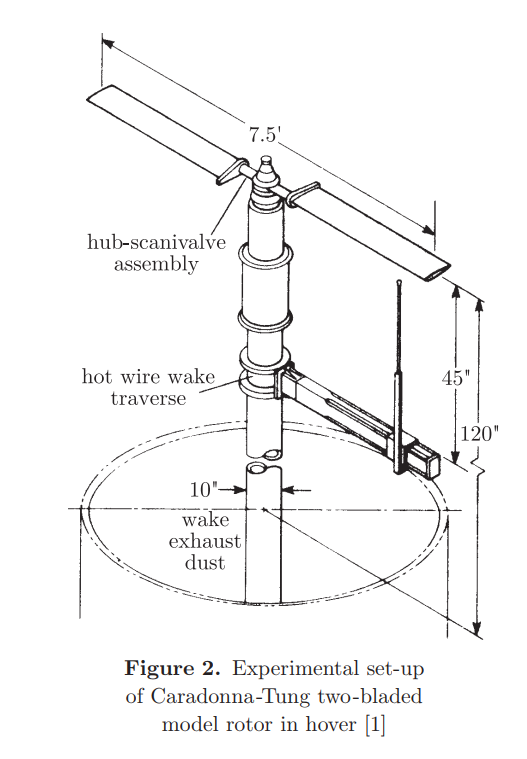 7.5'
hub-scanivalve
assembly
hot wire wake
traverse
45"
120"
10"
wake
exhaust
dust
Figure 2. Experimental set-up
of Caradonna-Tung two-bladed
model rotor in hover [1]